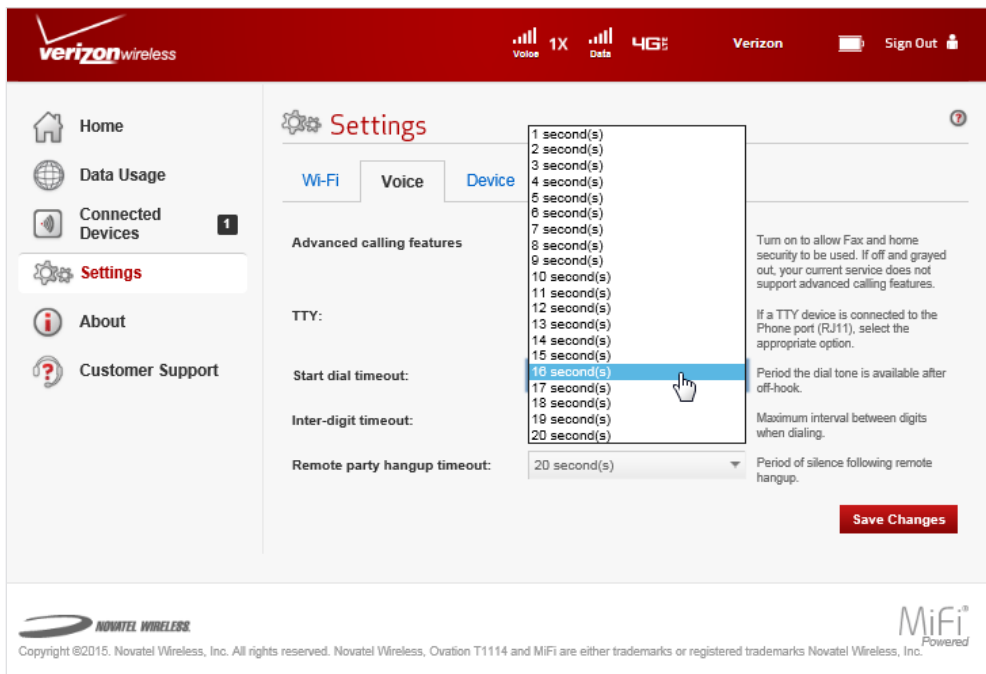 verizonwireless
Voice 1X Data 4G LTE Verizon Sign Out
Home
Data Usage
Connected Devices 1
Settings
About
Customer Support
Settings
?
Wi-Fi Voice Device
1 second(s)
2 second(s)
3 second(s)
4 second(s)
5 second(s)
6 second(s)
7 second(s)
8 second(s)
9 second(s)
10 second(s)
11 second(s)
12 second(s)
13 second(s)
14 second(s)
15 second(s)
16 second(s)
17 second(s)
18 second(s)
19 second(s)
20 second(s)
Advanced calling features
Turn on to allow Fax and home
security to be used. If off and grayed
out, your current service does not
support advanced calling features.
TTY:
If a TTY device is connected to the
Phone port (RJ11), select the
appropriate option.
Start dial timeout:
Period the dial tone is available after
off-hook.
Inter-digit timeout:
Maximum interval between digits
when dialing.
Remote party hangup timeout:
20 second(s)
Period of silence following remote
hangup.
Save Changes
NOVATEL WIRELESS.
MiFi®
Powered
Copyright ©2015. Novatel Wireless, Inc. All rights reserved. Novatel Wireless, Ovation T1114 and MiFi are either trademarks or registered trademarks Novatel Wireless, Inc.